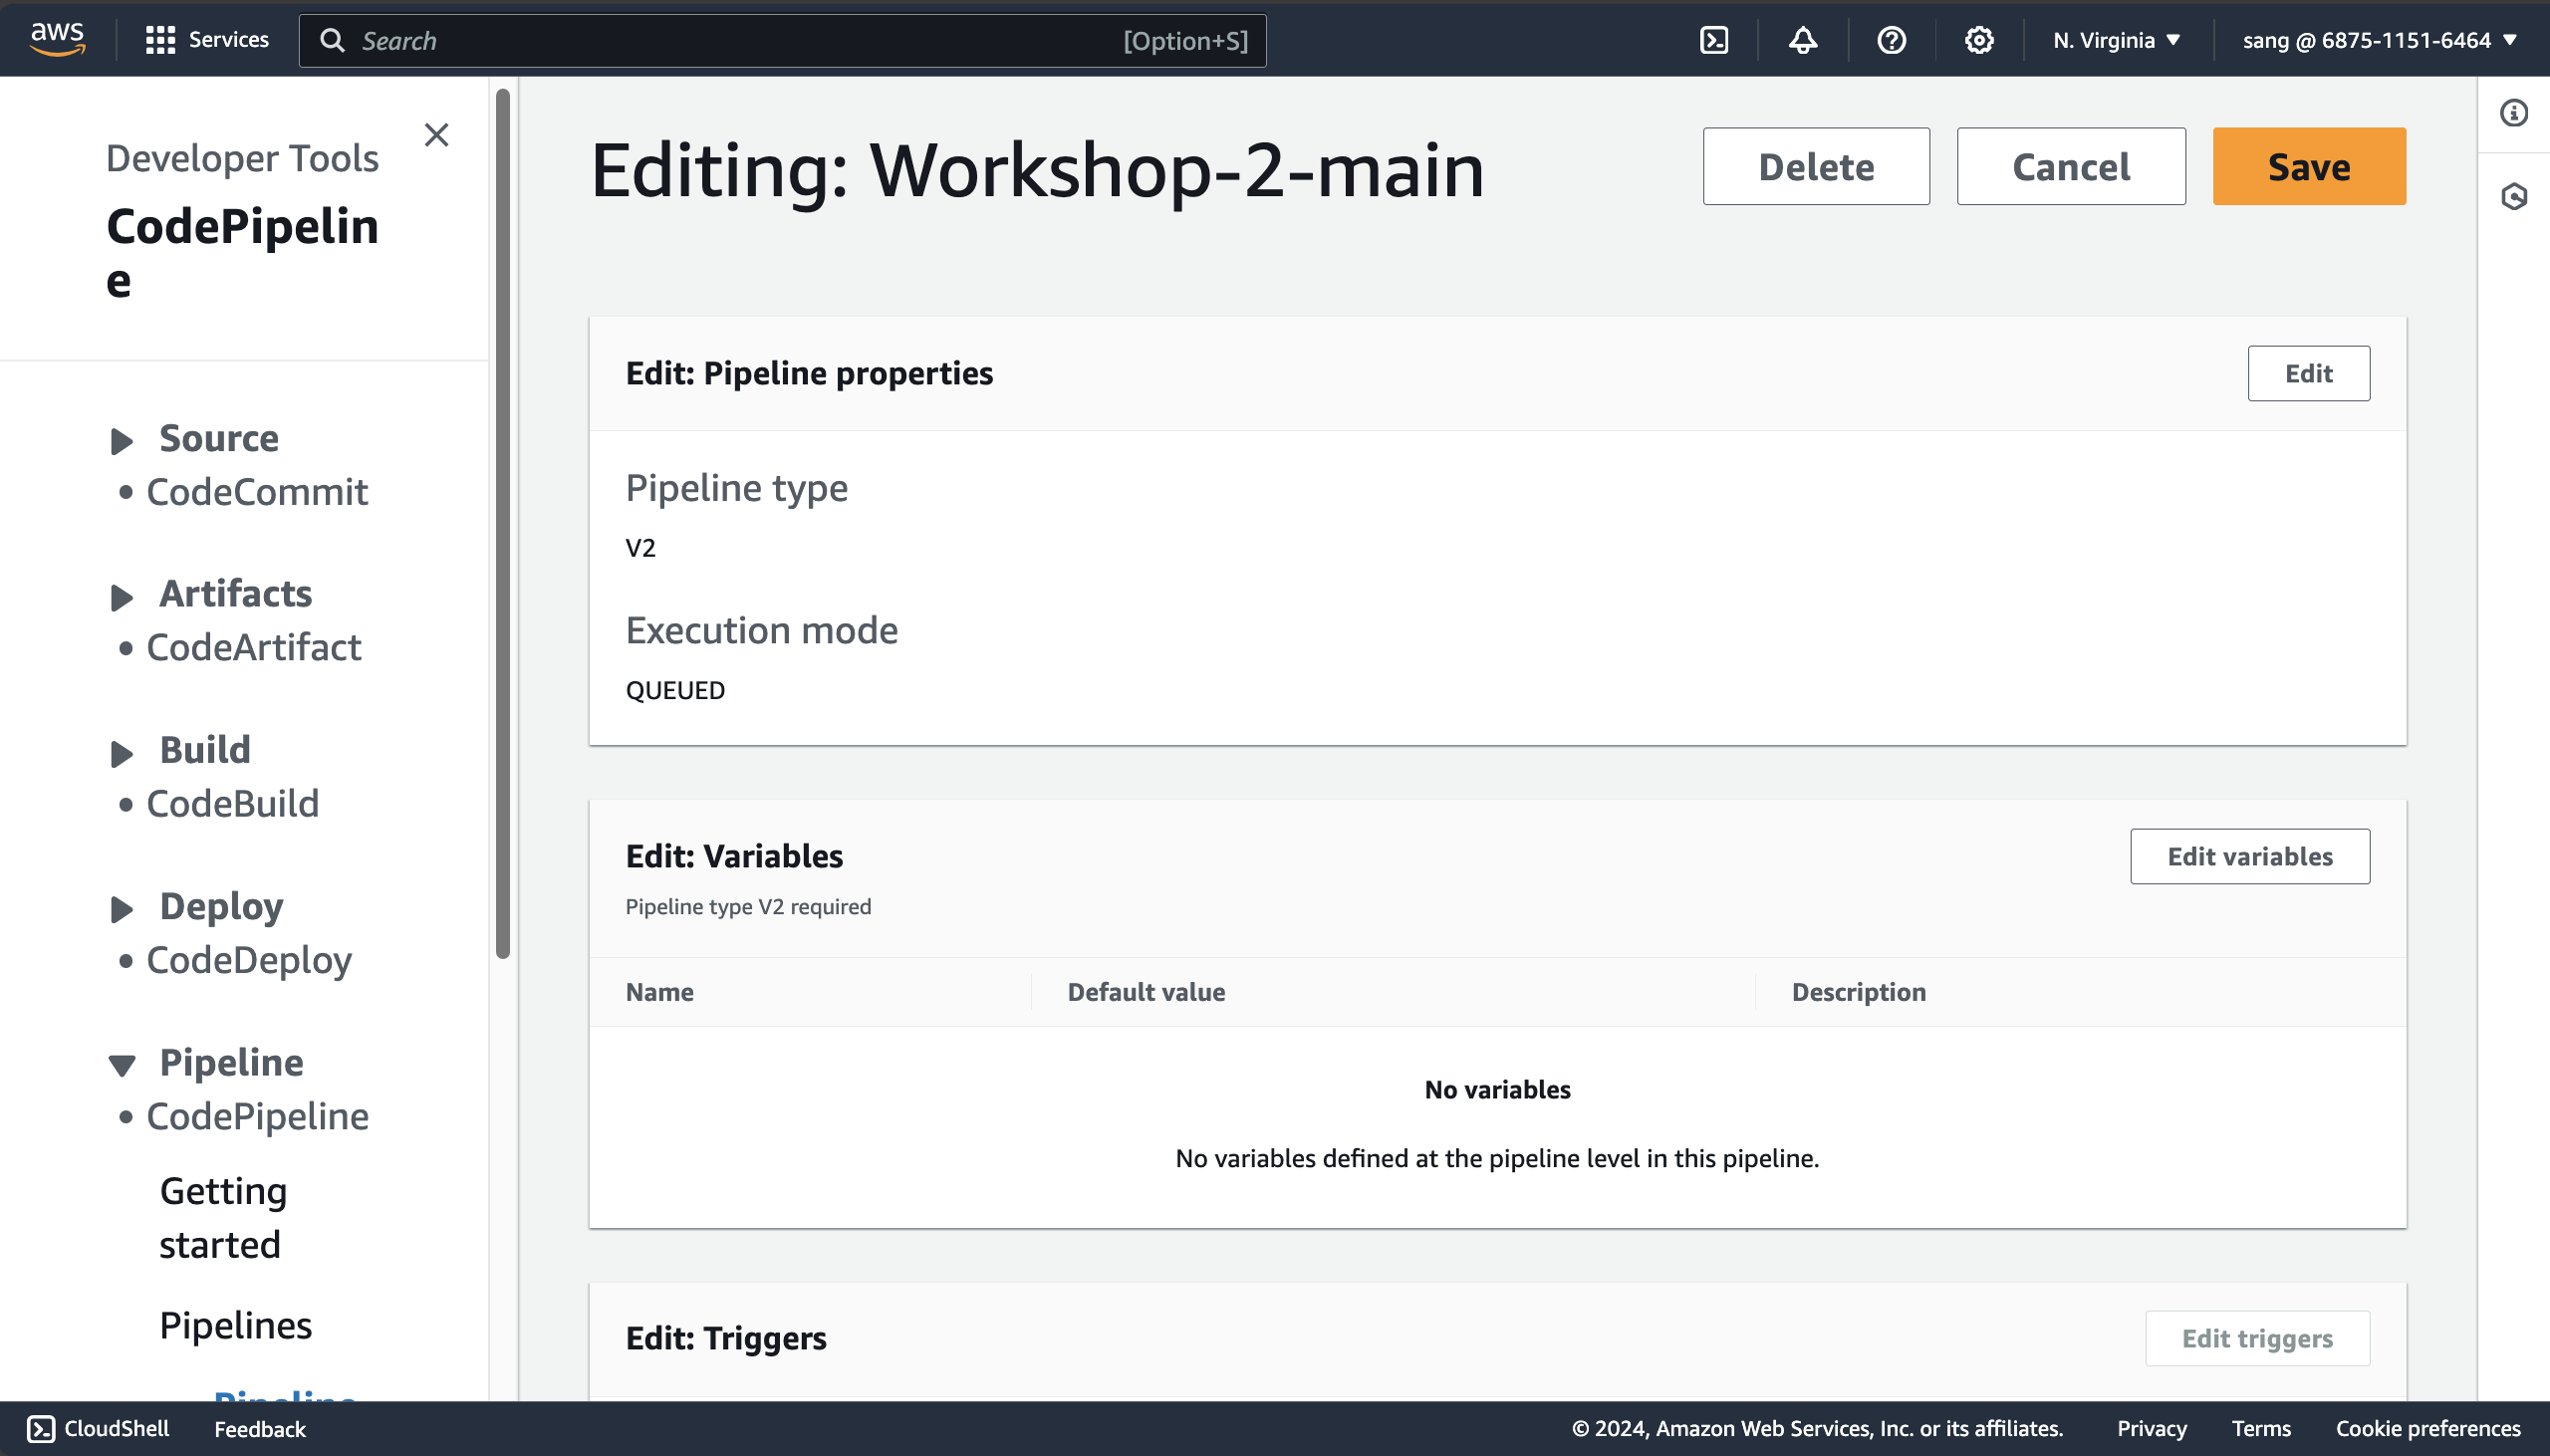 aws
Services
Search
[Option+S]
N. Virginia
sang @ 6875-1151-6464
Developer Tools
CodePipelin
e
Source
CodeCommit
Artifacts
CodeArtifact
Build
CodeBuild
Deploy
CodeDeploy
Pipeline
CodePipeline
Getting
started
Pipelines
Pipeline
Editing: Workshop-2-main
Delete
Cancel
Save
Edit: Pipeline properties
Edit
Pipeline type
V2
Execution mode
QUEUED
Edit: Variables
Edit variables
Pipeline type V2 required
Name
Default value
Description
No variables
No variables defined at the pipeline level in this pipeline.
Edit: Triggers
Edit triggers
CloudShell
Feedback
© 2024, Amazon Web Services, Inc. or its affiliates.
Privacy
Terms
Cookie preferences